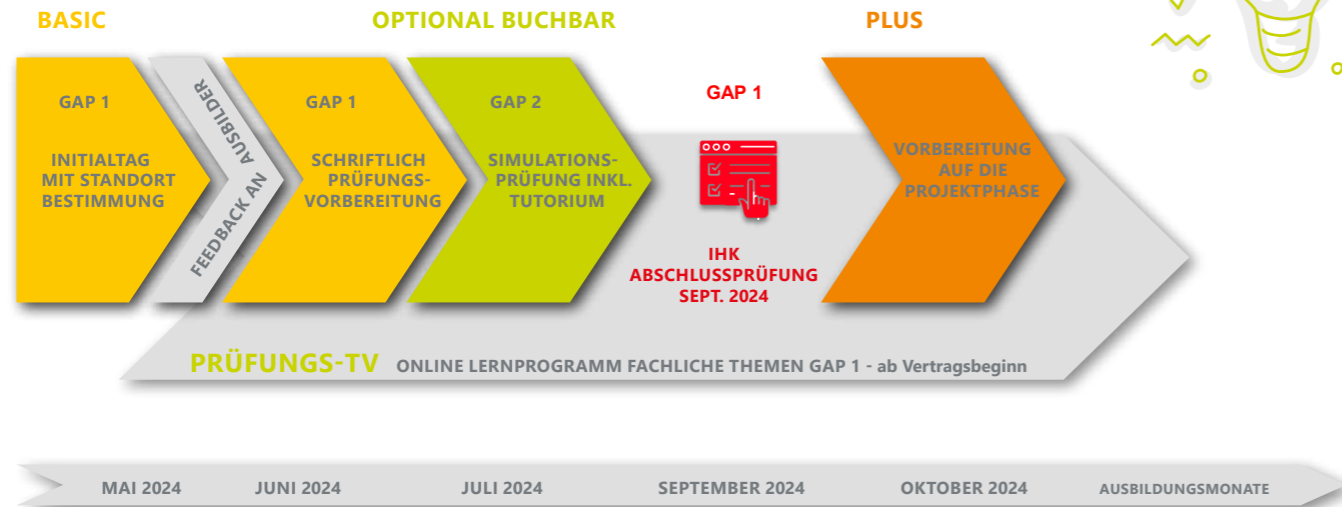 BASIC
OPTIONAL BUCHBAR
PLUS
GAP 1
INITIALTAG
MIT STANDORT
BESTIMMUNG
FEEDBACK AN
AUSBILDER
GAP 1
SCHRIFTLICH
PRÜFUNGS-
VORBEREITUNG
GAP 2
SIMULATIONS-
PRÜFUNG INKL.
TUTORIUM
GAP 1
IHK
ABSCHLUSSPRÜFUNG
SEPT. 2024
VORBEREITUNG
AUF DIE
PROJEKTPHASE
PRÜFUNGS-TV ONLINE LERNPROGRAMM FACHLICHE THEMEN GAP 1 - ab Vertragsbeginn
MAI 2024
JUNI 2024
JULI 2024
SEPTEMBER 2024
OKTOBER 2024
AUSBILDUNGSMONATE